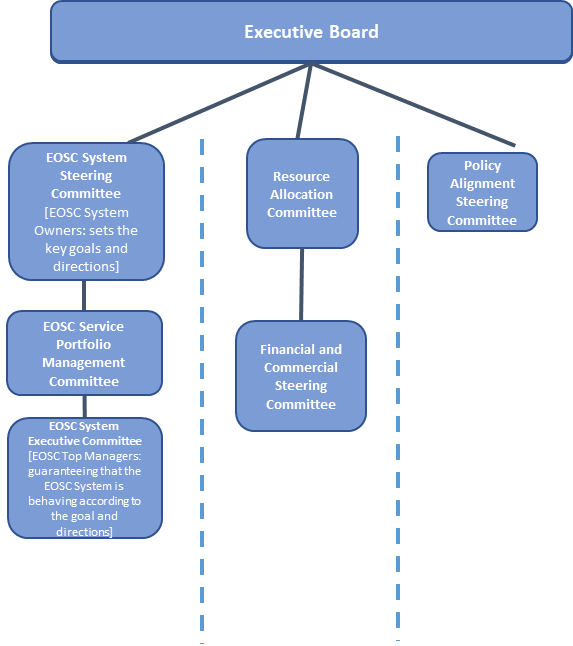 Executive Board
EOSC System
Steering
Committee
[EOSC System
Owners: sets the
key goals and
directions]
EOSC Service
Portfolio
Management
Committee
EOSC System
Executive Committee
[EOSC Top Managers:
guaranteeing that the
EOSC System is
behaving according to
the goal and
directions]
Resource
Allocation
Committee
Financial and
Commercial
Steering
Committee
Policy
Alignment
Steering
Committee